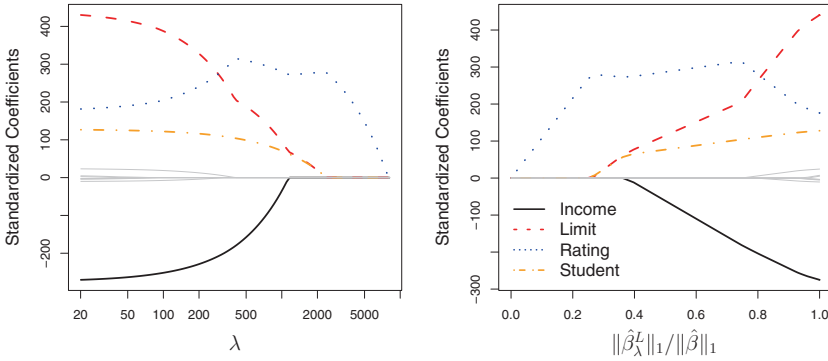 Standardized Coefficients
-200 0 100 200 300 400
20 50 100 200 500 2000 5000
λ
Standardized Coefficients
-300 -200 -100 0 100 200 300 400
0.0 0.2 0.4 0.6 0.8 1.0
Income
Limit
Rating
Student
‖β̂λL‖1/‖β̂‖1